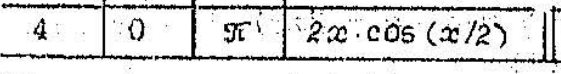 4 0 π 2x·cos(x/2)